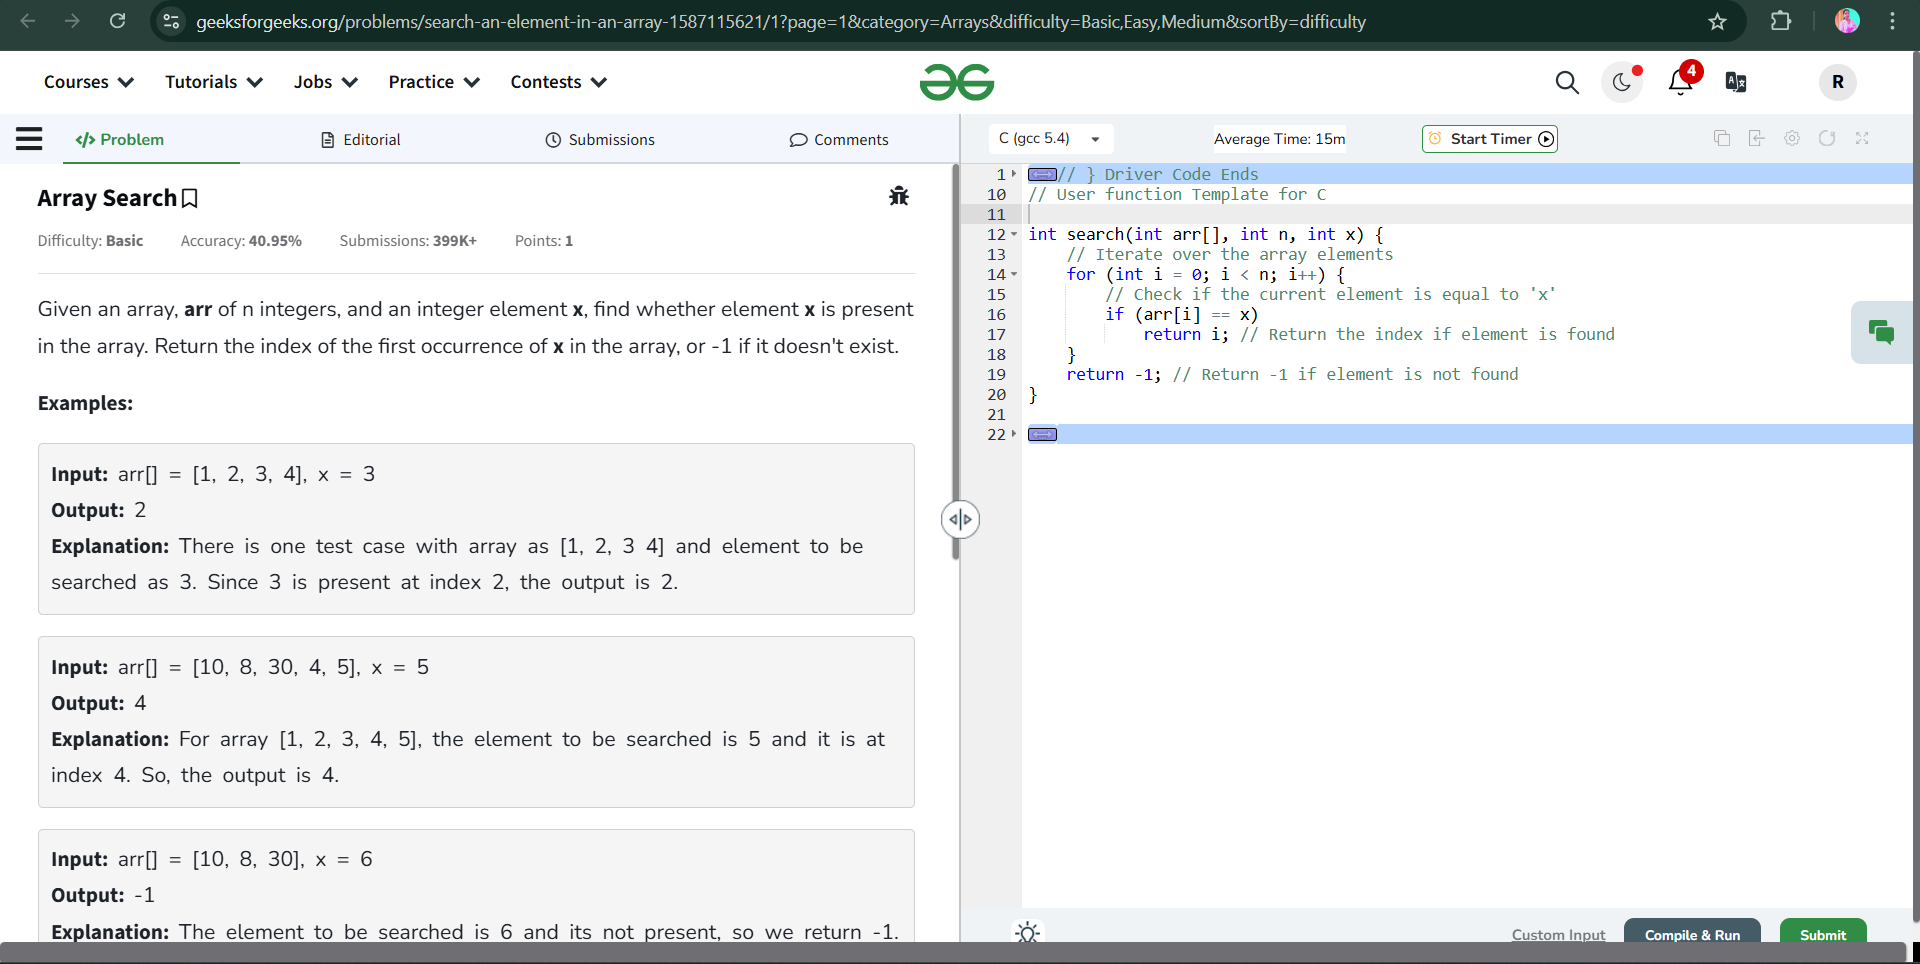 geeksforgeeks.org/problems/search-an-element-in-an-array-1587115621/1?page=1&category=Arrays&difficulty=Basic,Easy,Medium&sortBy=difficulty
Courses Tutorials Jobs Practice Contests 4 R
</> Problem Editorial Submissions Comments
C (gcc 5.4) Average Time: 15m Start Timer
Array Search
Difficulty: Basic Accuracy: 40.95% Submissions: 399K+ Points: 1
Given an array, arr of n integers, and an integer element x, find whether element x is present
in the array. Return the index of the first occurrence of x in the array, or -1 if it doesn't exist.
Examples:
Input: arr[] = [1, 2, 3, 4], x = 3
Output: 2
Explanation: There is one test case with array as [1, 2, 3 4] and element to be
searched as 3. Since 3 is present at index 2, the output is 2.
Input: arr[] = [10, 8, 30, 4, 5], x = 5
Output: 4
Explanation: For array [1, 2, 3, 4, 5], the element to be searched is 5 and it is at
index 4. So, the output is 4.
Input: arr[] = [10, 8, 30], x = 6
Output: -1
Explanation: The element to be searched is 6 and its not present, so we return -1.
1 // } Driver Code Ends
10 // User function Template for C
11
12 int search(int arr[], int n, int x) {
13 // Iterate over the array elements
14 for (int i = 0; i < n; i++) {
15 // Check if the current element is equal to 'x'
16 if (arr[i] == x)
17 return i; // Return the index if element is found
18 }
19 return -1; // Return -1 if element is not found
20 }
21
22
Custom Input Compile & Run Submit